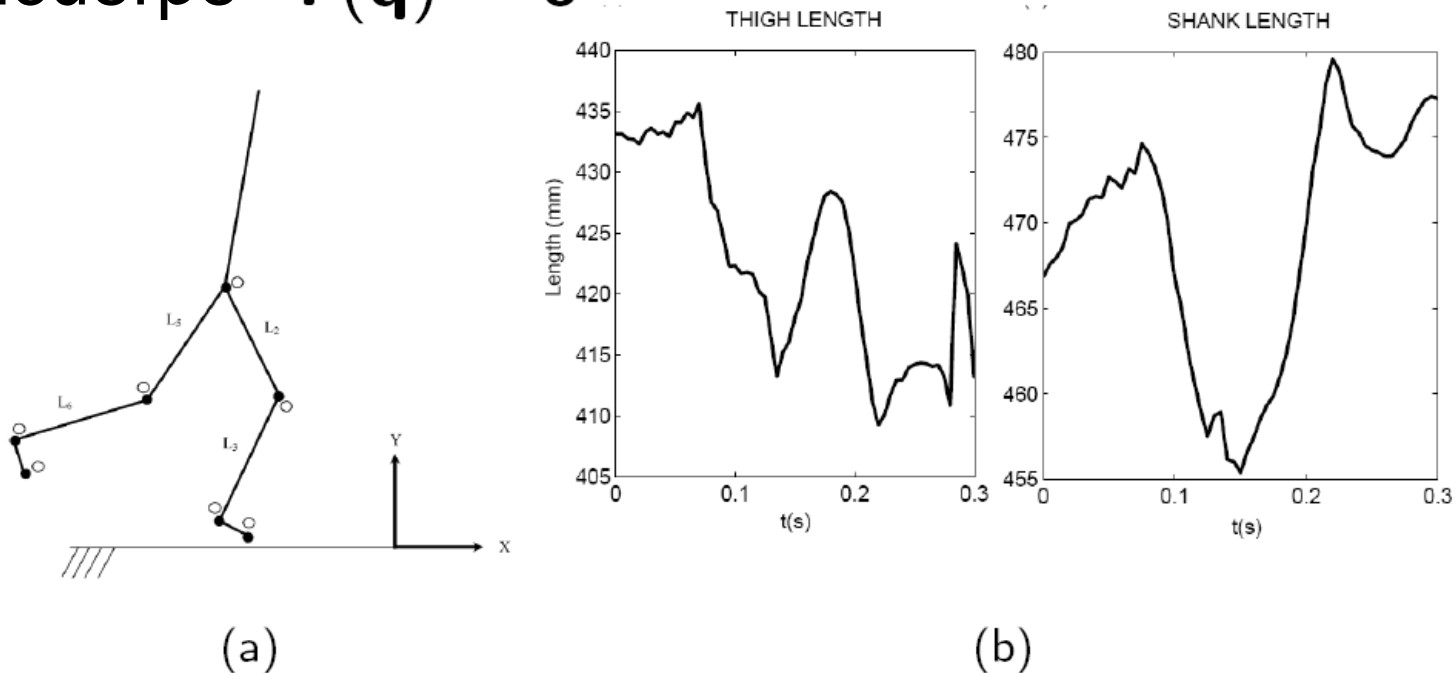 (q)
THIGH LENGTH
SHANK LENGTH
L₅
L₂
L₆
L₃
Y
X
Length (mm)
440
435
430
425
420
415
410
405
0
0.1
0.2
0.3
t(s)
480
475
470
465
460
455
0
0.1
0.2
0.3
t(s)
(a)
(b)